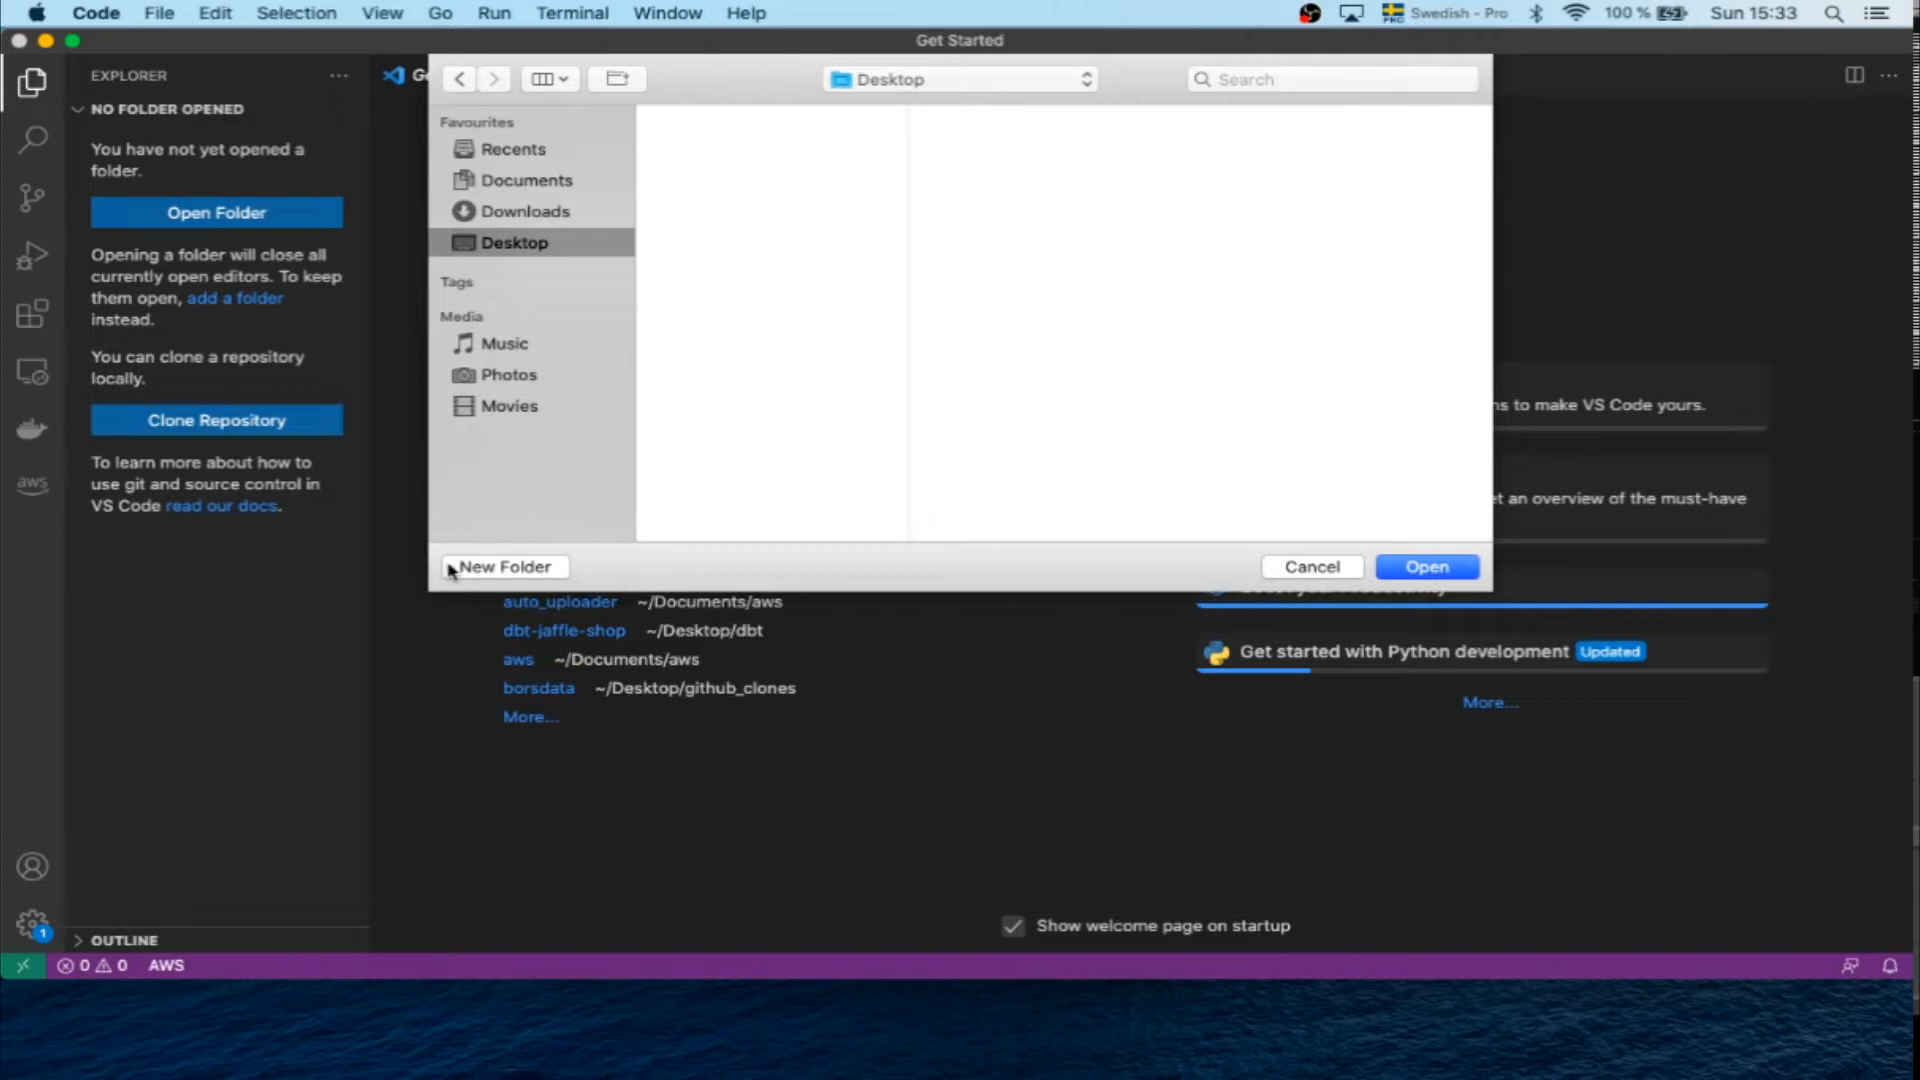 Code File Edit Selection View Go Run Terminal Window Help
Swedish - Pro 100 % Sun 15:33
Get Started
EXPLORER
NO FOLDER OPENED
You have not yet opened a
folder.
Open Folder
Opening a folder will close all
currently open editors. To keep
them open, add a folder
instead.
You can clone a repository
locally.
Clone Repository
To learn more about how to
use git and source control in
VS Code read our docs.
aws
1
OUTLINE
Desktop
Search
Favourites
Recents
Documents
Downloads
Desktop
Tags
Media
Music
Photos
Movies
New Folder
Cancel
Open
auto_uploader ~/Documents/aws
dbt-jaffle-shop ~/Desktop/dbt
aws ~/Documents/aws
borsdata ~/Desktop/github_clones
More...
to make VS Code yours.
an overview of the must-have
Get started with Python development Updated
More...
Show welcome page on startup
0 0 AWS